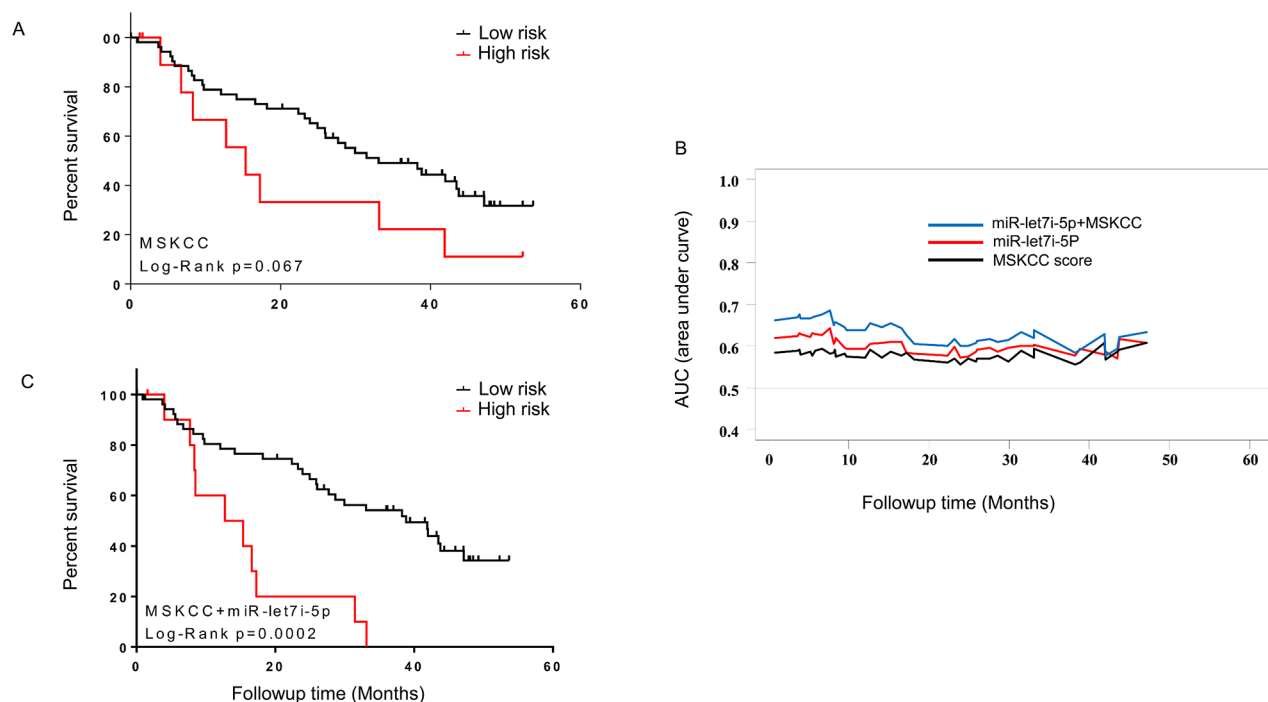 A
Low risk
High risk
00
80
60
40
20
0
Percent survival
MSKCC
Log-Rank p=0.067
0
20
40
60
B
1.0
0.9
0.8
0.7
0.6
0.5
0.4
AUC (area under curve)
miR-let7i-5p+MSKCC
miR-let7i-5P
MSKCC score
0
10
20
30
40
50
60
Followup time (Months)
C
Low risk
High risk
100
80
60
40
20
0
Percent survival
MSKCC+miR-let7i-5p
Log-Rank p=0.0002
0
20
40
60
Followup time (Months)